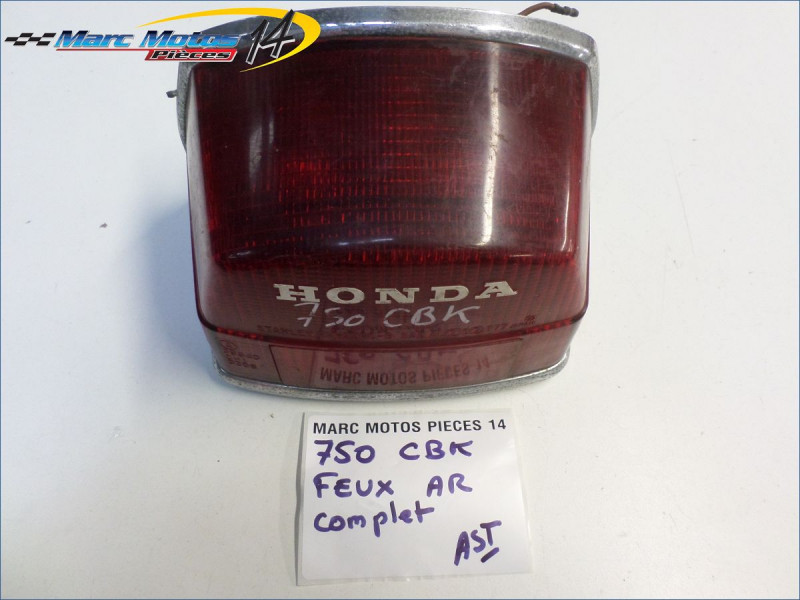 Marc Motos 14
Pièces
HONDA
750 CBK
MARC MOTOS PIECES 14
MARC MOTOS PIECES 14
750 CBK
FEUX AR
complet
AST